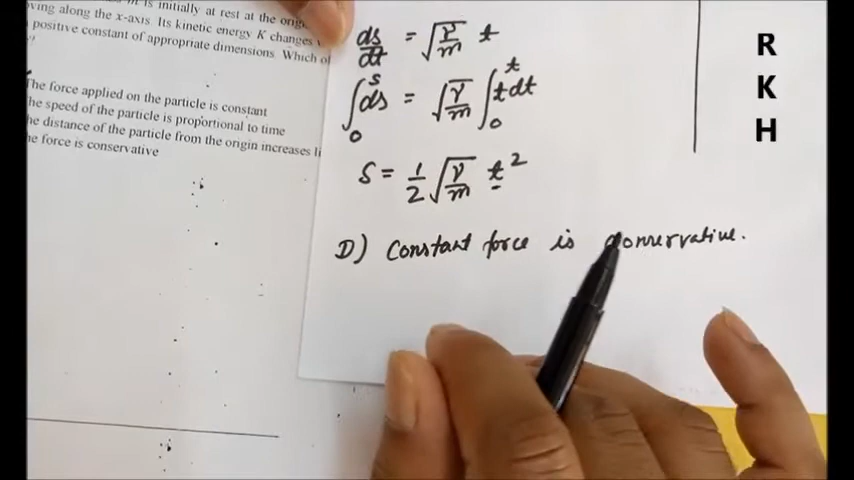 is initially at rest at the
ving along the x-axis. Its kinetic energy K changes
positive constant of appropriate dimensions. Which of
The force applied on the particle is constant
he speed of the particle is proportional to time
he distance of the particle from the origin increases li
he force is conservative
ds/dt = √(γ/m) t
∫₀ˢ ds = √(γ/m) ∫₀ᵗ t dt
S = 1/2 √(γ/m) t²
D) Constant force is conservative.
R
K
H